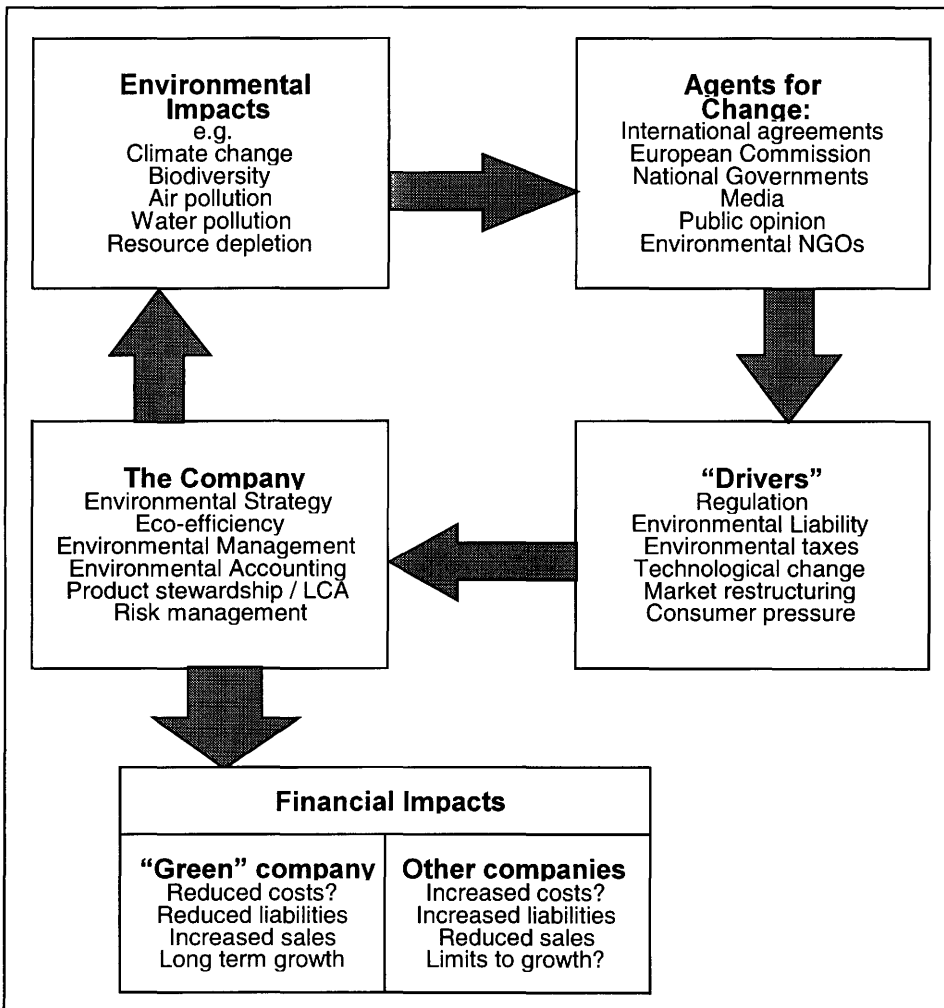 Environmental
Impacts
e.g.
Climate change
Biodiversity
Air pollution
Water pollution
Resource depletion
Agents for
Change:
International agreements
European Commission
National Governments
Media
Public opinion
Environmental NGOs
The Company
Environmental Strategy
Eco-efficiency
Environmental Management
Environmental Accounting
Product stewardship / LCA
Risk management
“Drivers”
Regulation
Environmental Liability
Environmental taxes
Technological change
Market restructuring
Consumer pressure
Financial Impacts
“Green” company
Reduced costs?
Reduced liabilities
Increased sales
Long term growth
Other companies
Increased costs?
Increased liabilities
Reduced sales
Limits to growth?